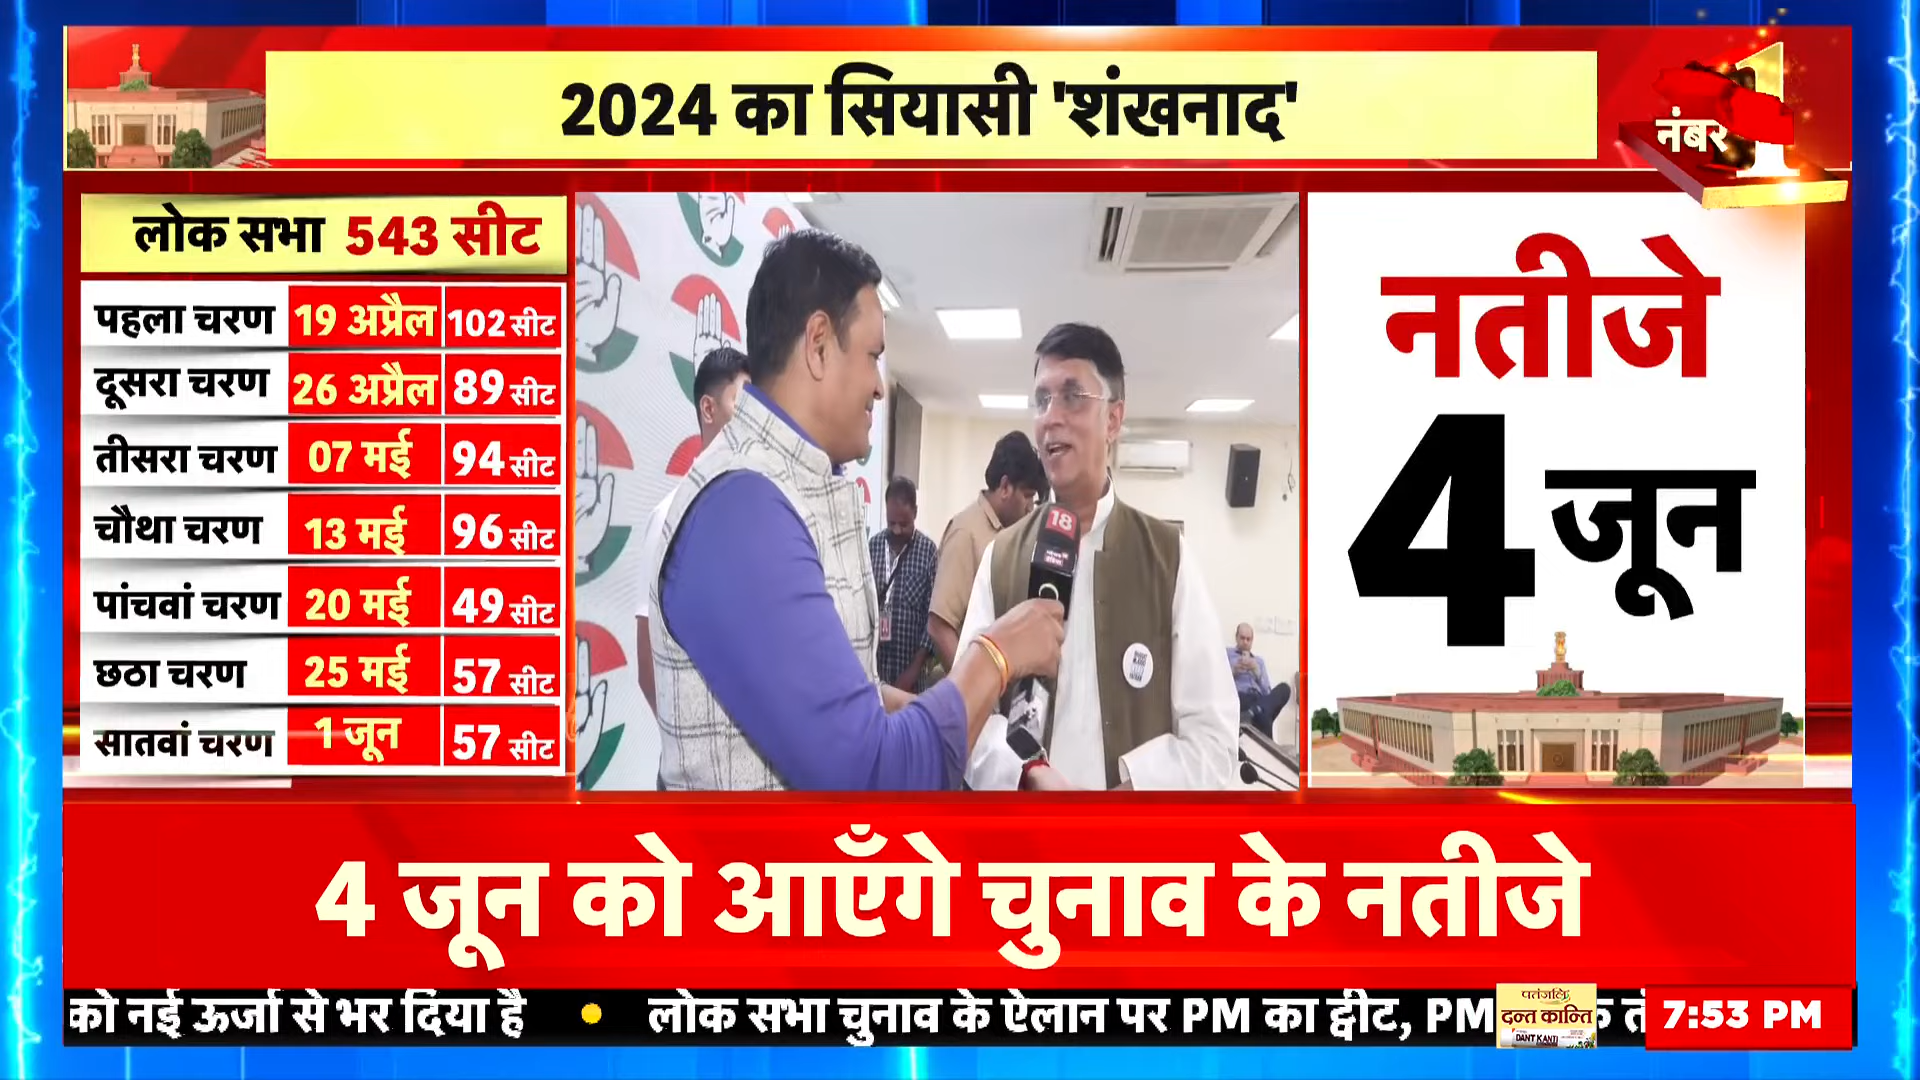 2024 का सियासी 'शंखनाद'
नंबर 1
लोक सभा 543 सीट
पहला चरण 19 अप्रैल 102 सीट
दूसरा चरण 26 अप्रैल 89 सीट
तीसरा चरण 07 मई 94 सीट
चौथा चरण 13 मई 96 सीट
पांचवां चरण 20 मई 49 सीट
छठा चरण 25 मई 57 सीट
सातवां चरण 1 जून 57 सीट
18
नतीजे
4 जून
4 जून को आएँगे चुनाव के नतीजे
को नई ऊर्जा से भर दिया है • लोक सभा चुनाव के ऐलान पर PM का ट्वीट, PM
पतंजलि
दन्त कान्ति
DANT KANTI
7:53 PM